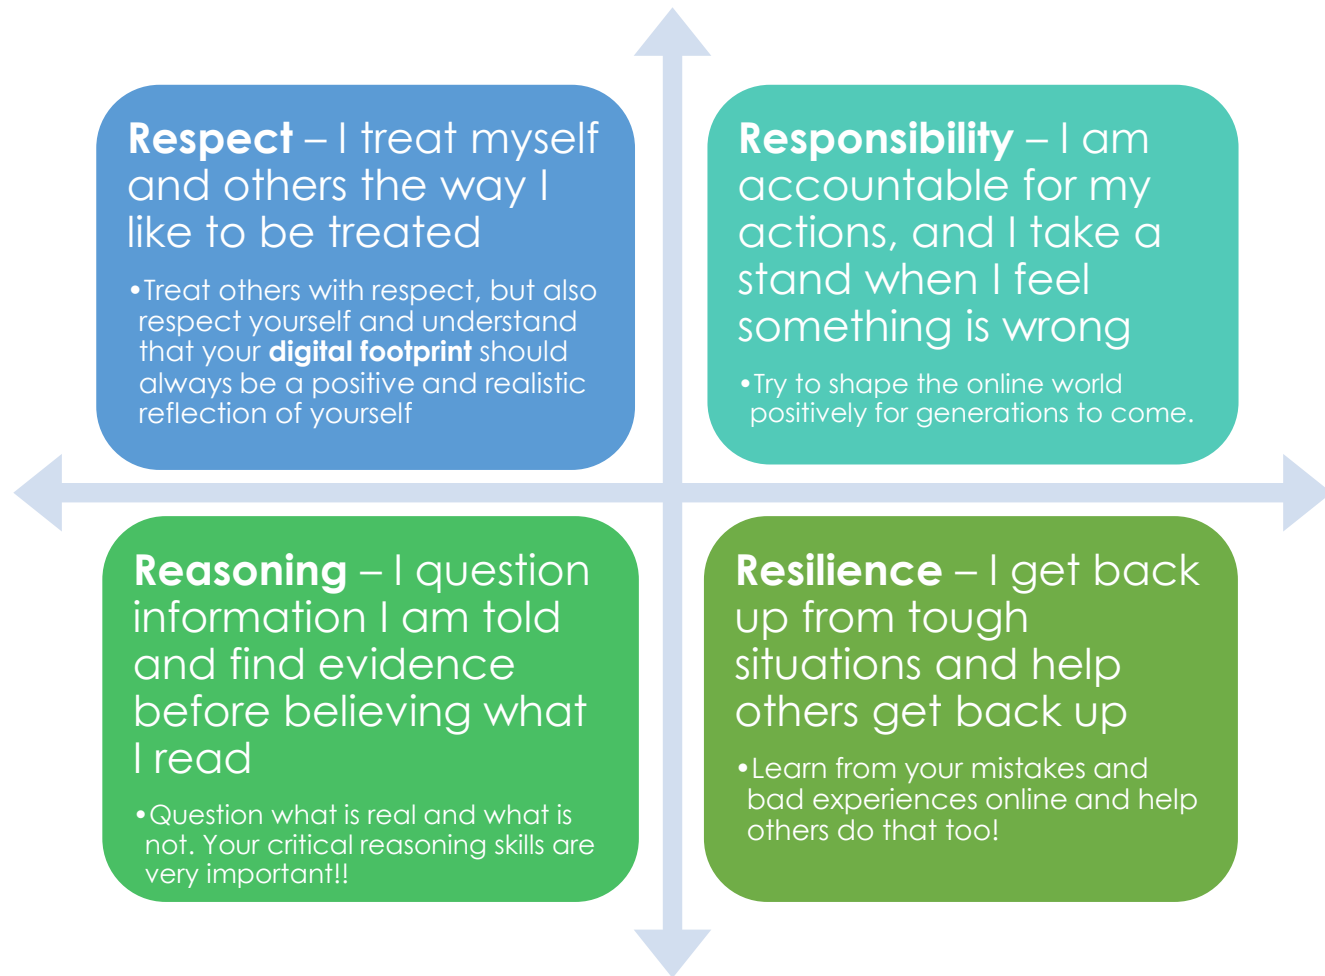 Respect – I treat myself
and others the way I
like to be treated
•Treat others with respect, but also
respect yourself and understand
that your digital footprint should
always be a positive and realistic
reflection of yourself
Responsibility – I am
accountable for my
actions, and I take a
stand when I feel
something is wrong
•Try to shape the online world
positively for generations to come.
Reasoning – I question
information I am told
and find evidence
before believing what
I read
•Question what is real and what is
not. Your critical reasoning skills are
very important!!
Resilience – I get back
up from tough
situations and help
others get back up
•Learn from your mistakes and
bad experiences online and help
others do that too!